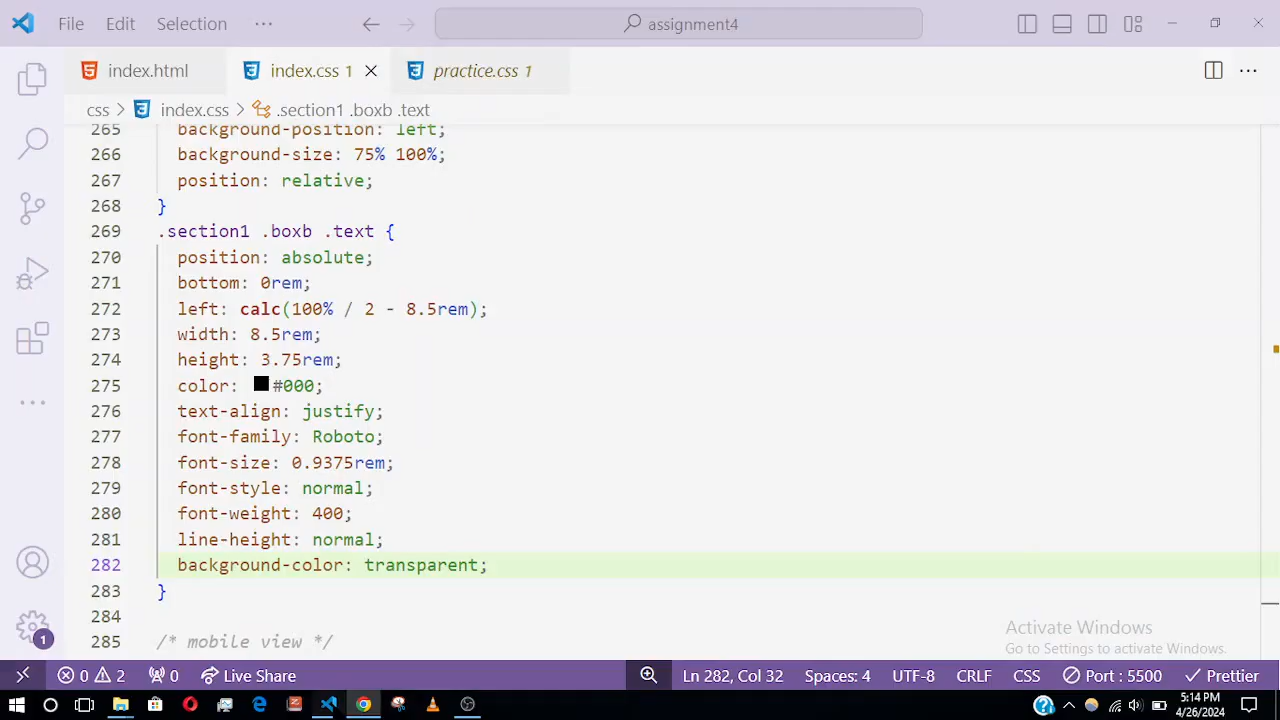 File Edit Selection ··· assignment4
index.html index.css 1 practice.css 1
css > index.css > .section1 .boxb .text
265 background-position: left;
266 background-size: 75% 100%;
267 position: relative;
268 }
269 .section1 .boxb .text {
270 position: absolute;
271 bottom: 0rem;
272 left: calc(100% / 2 - 8.5rem);
273 width: 8.5rem;
274 height: 3.75rem;
275 color: #000;
276 text-align: justify;
277 font-family: Roboto;
278 font-size: 0.9375rem;
279 font-style: normal;
280 font-weight: 400;
281 line-height: normal;
282 background-color: transparent;
283 }
284
285 /* mobile view */
Activate Windows
Go to Settings to activate Windows.
1
0 2 0 Live Share Ln 282, Col 32 Spaces: 4 UTF-8 CRLF CSS Port : 5500 Prettier
5:14 PM
4/26/2024